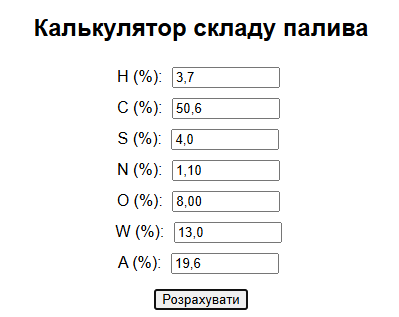 Калькулятор складу палива
H (%): 3,7
C (%): 50,6
S (%): 4,0
N (%): 1,10
O (%): 8,00
W (%): 13,0
A (%): 19,6
Розрахувати